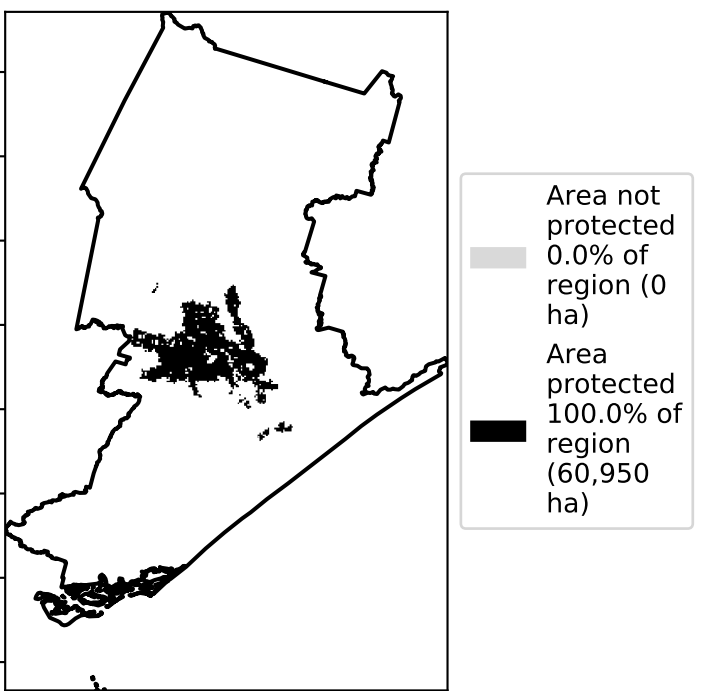 Area not
protected
0.0% of
region (0
ha)
Area
protected
100.0% of
region
(60,950
ha)